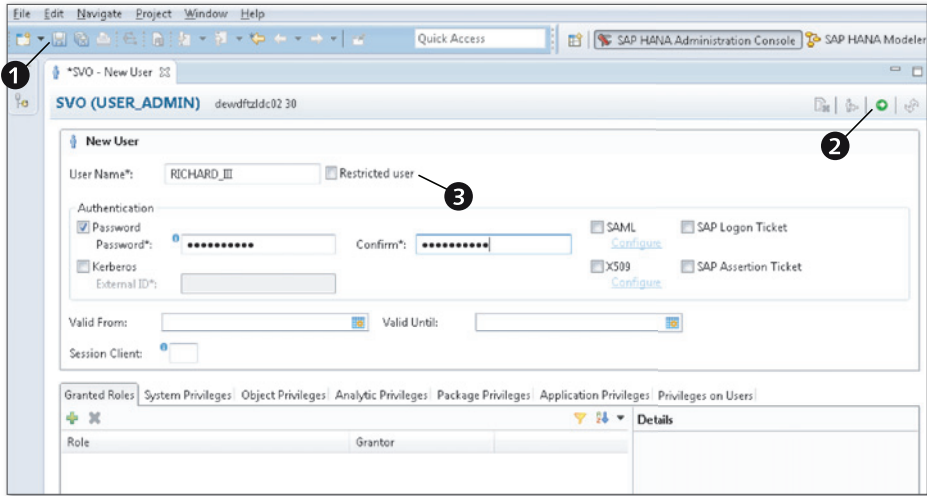 File Edit Navigate Project Window Help
Quick Access
SAP HANA Administration Console
SAP HANA Modeler
1
*SVO - New User
SVO (USER_ADMIN) dewdftzldc02 30
2
New User
User Name*: RICHARD_III Restricted user
3
Authentication
Password
Password*: ●●●●●●●●●● Confirm*: ●●●●●●●●●●
SAML
Configure
SAP Logon Ticket
Kerberos
External ID*:
X509
Configure
SAP Assertion Ticket
Valid From: Valid Until:
Session Client:
Granted Roles System Privileges Object Privileges Analytic Privileges Package Privileges Application Privileges Privileges on Users
Details
Role Grantor